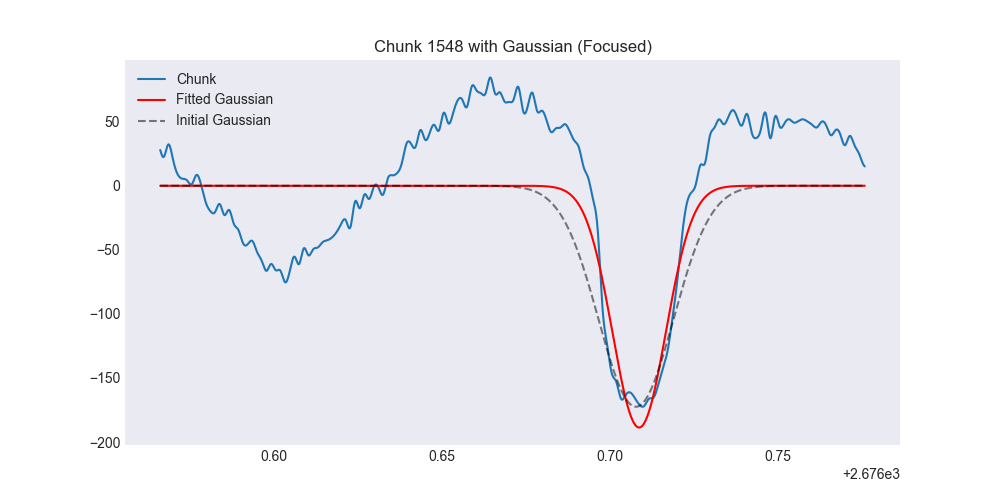 Chunk 1548 with Gaussian (Focused)
Chunk
Fitted Gaussian
Initial Gaussian
50
0
−50
−100
−150
−200
0.60 0.65 0.70 0.75
+2.676e3